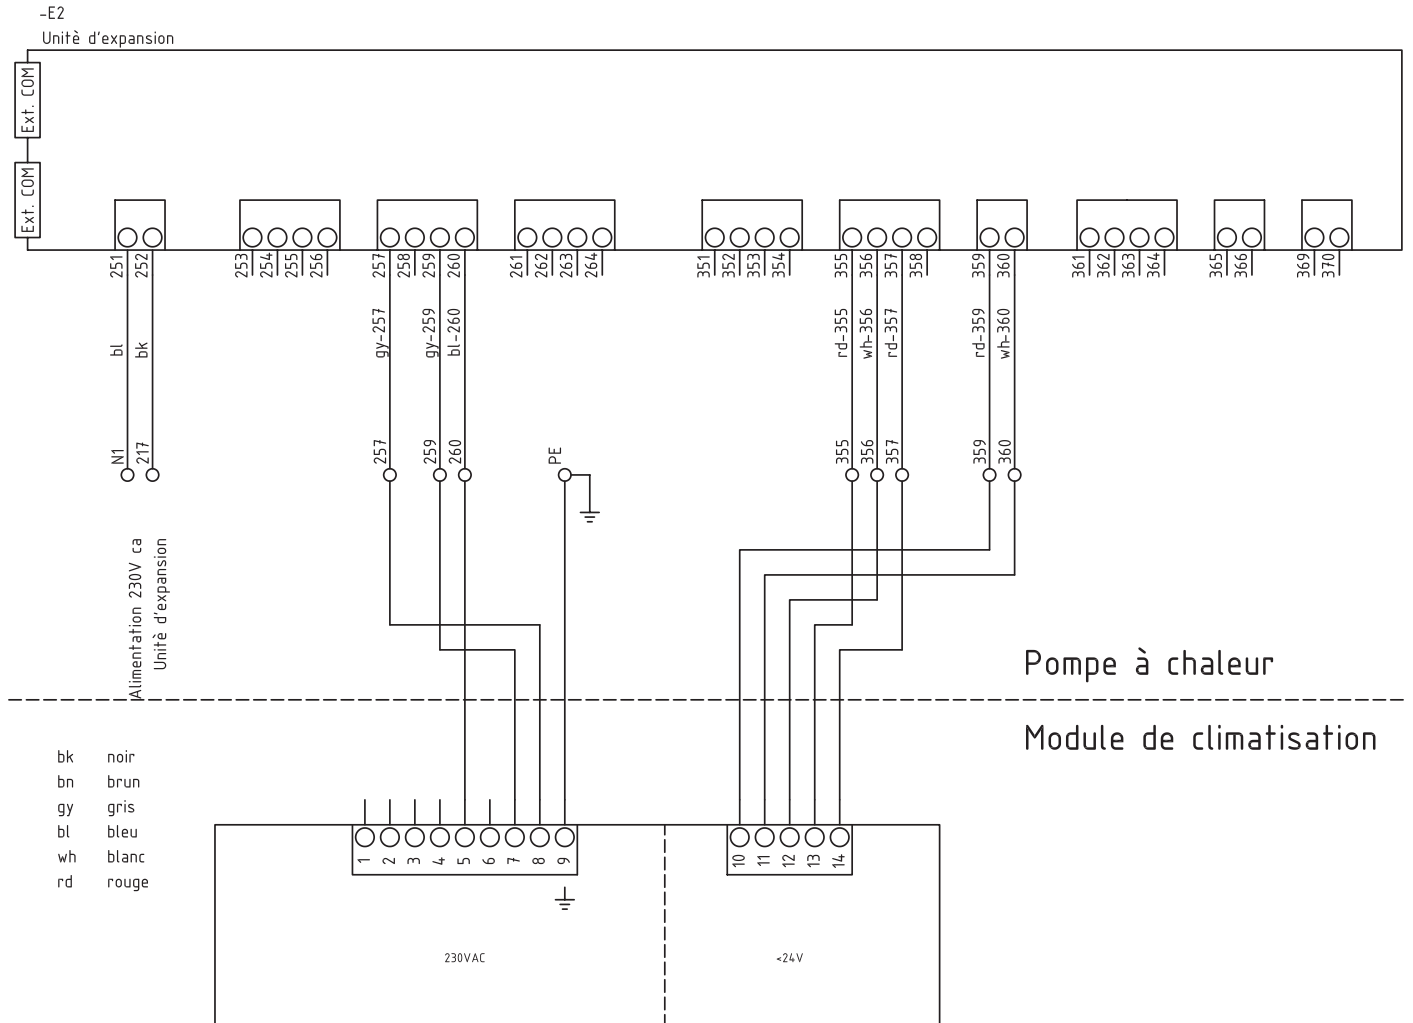 -E2
Unitè d'expansion
Ext. COM
Ext. COM
251
252
253
254
255
256
257
258
259
260
261
262
263
264
351
352
353
354
355
356
357
358
359
360
361
362
363
364
365
366
369
370
bl
bk
gy-257
gy-259
bl-260
rd-355
wh-356
rd-357
rd-359
wh-360
N1
217
257
259
260
PE
355
356
357
359
360
Alimentation 230V ca
Unitè d'expansion
Pompe à chaleur
Module de climatisation
bk noir
bn brun
gy gris
bl bleu
wh blanc
rd rouge
1
2
3
4
5
6
7
8
9
10
11
12
13
14
230VAC
<24V